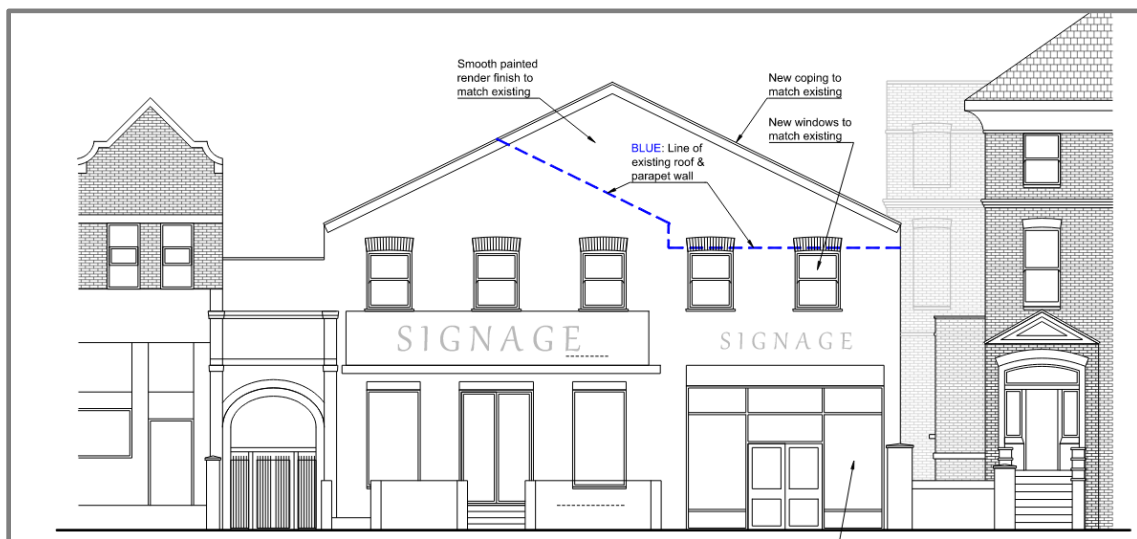 Smooth painted
render finish to
match existing
New coping to
match existing
New windows to
match existing
BLUE: Line of
existing roof &
parapet wall
SIGNAGE
SIGNAGE